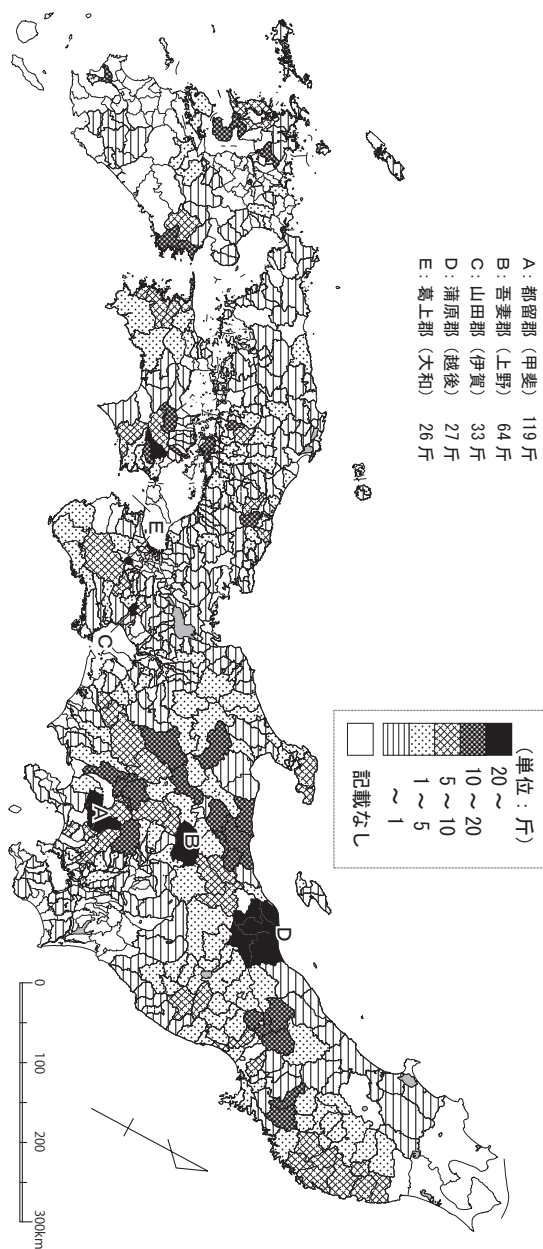 A：都留郡（甲斐） 119 斤
B：吾妻郡（上野） 64 斤
C：山田郡（伊賀） 33 斤
D：蒲原郡（越後） 27 斤
E：葛上郡（大和） 26 斤
（単位：斤）
20 ～
10 ～ 20
5 ～ 10
1 ～ 5
～ 1
記載なし
E
C
A
B
D
0
100
200
300km